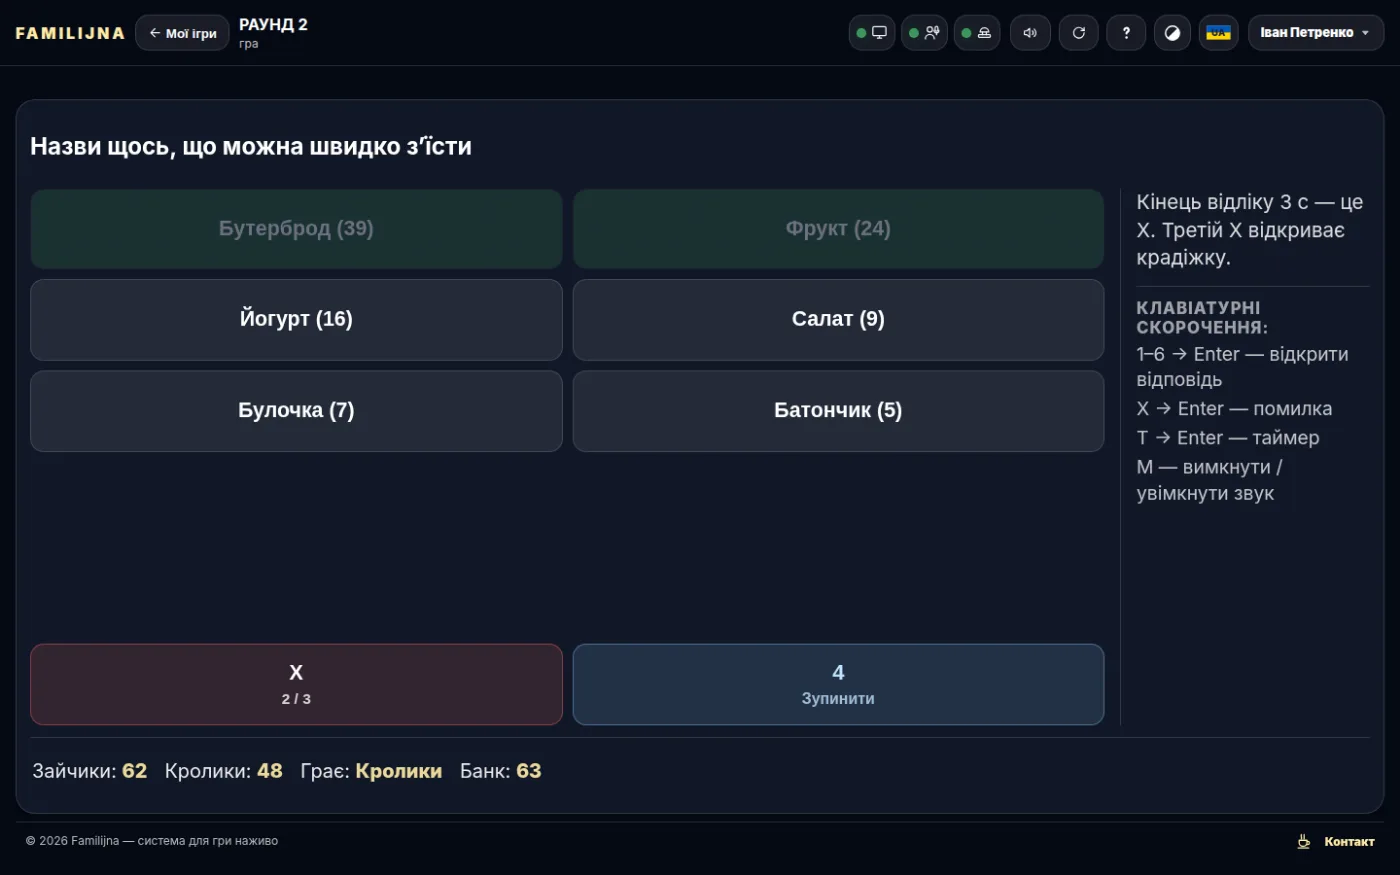 FAMILIJNA
← Мої ігри
РАУНД 2
гра
?
UA
Іван Петренко
Назви щось, що можна швидко з’їсти
Бутерброд (39)
Фрукт (24)
Йогурт (16)
Салат (9)
Булочка (7)
Батончик (5)
X
2 / 3
4
Зупинити
Кінець відліку 3 с — це
X. Третій X відкриває
крадіжку.
КЛАВІАТУРНІ
СКОРОЧЕННЯ:
1–6 → Enter — відкрити
відповідь
X → Enter — помилка
T → Enter — таймер
M — вимкнути /
увімкнути звук
Зайчики: 62 Кролики: 48 Грає: Кролики Банк: 63
© 2026 Familijna — система для гри наживо
Контакт